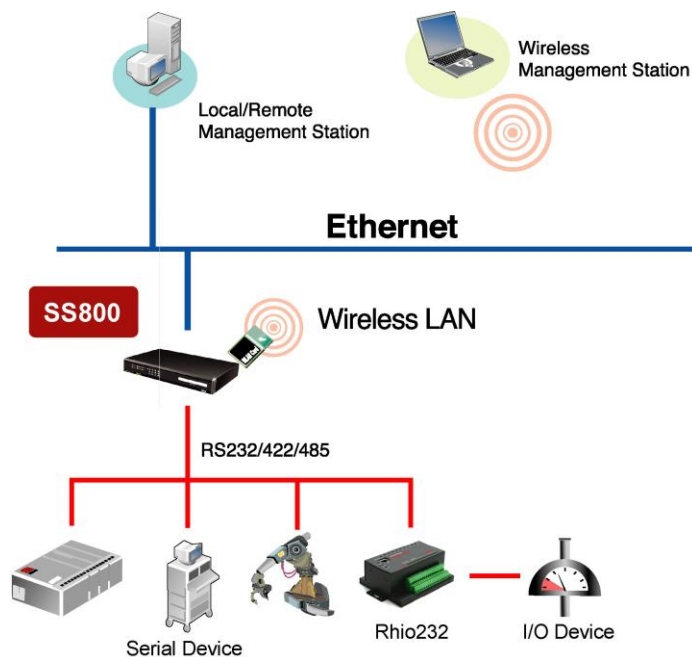 Wireless
Management Station
Local/Remote
Management Station
Ethernet
SS800
Wireless LAN
RS232/422/485
Serial Device
Rhio232
I/O Device